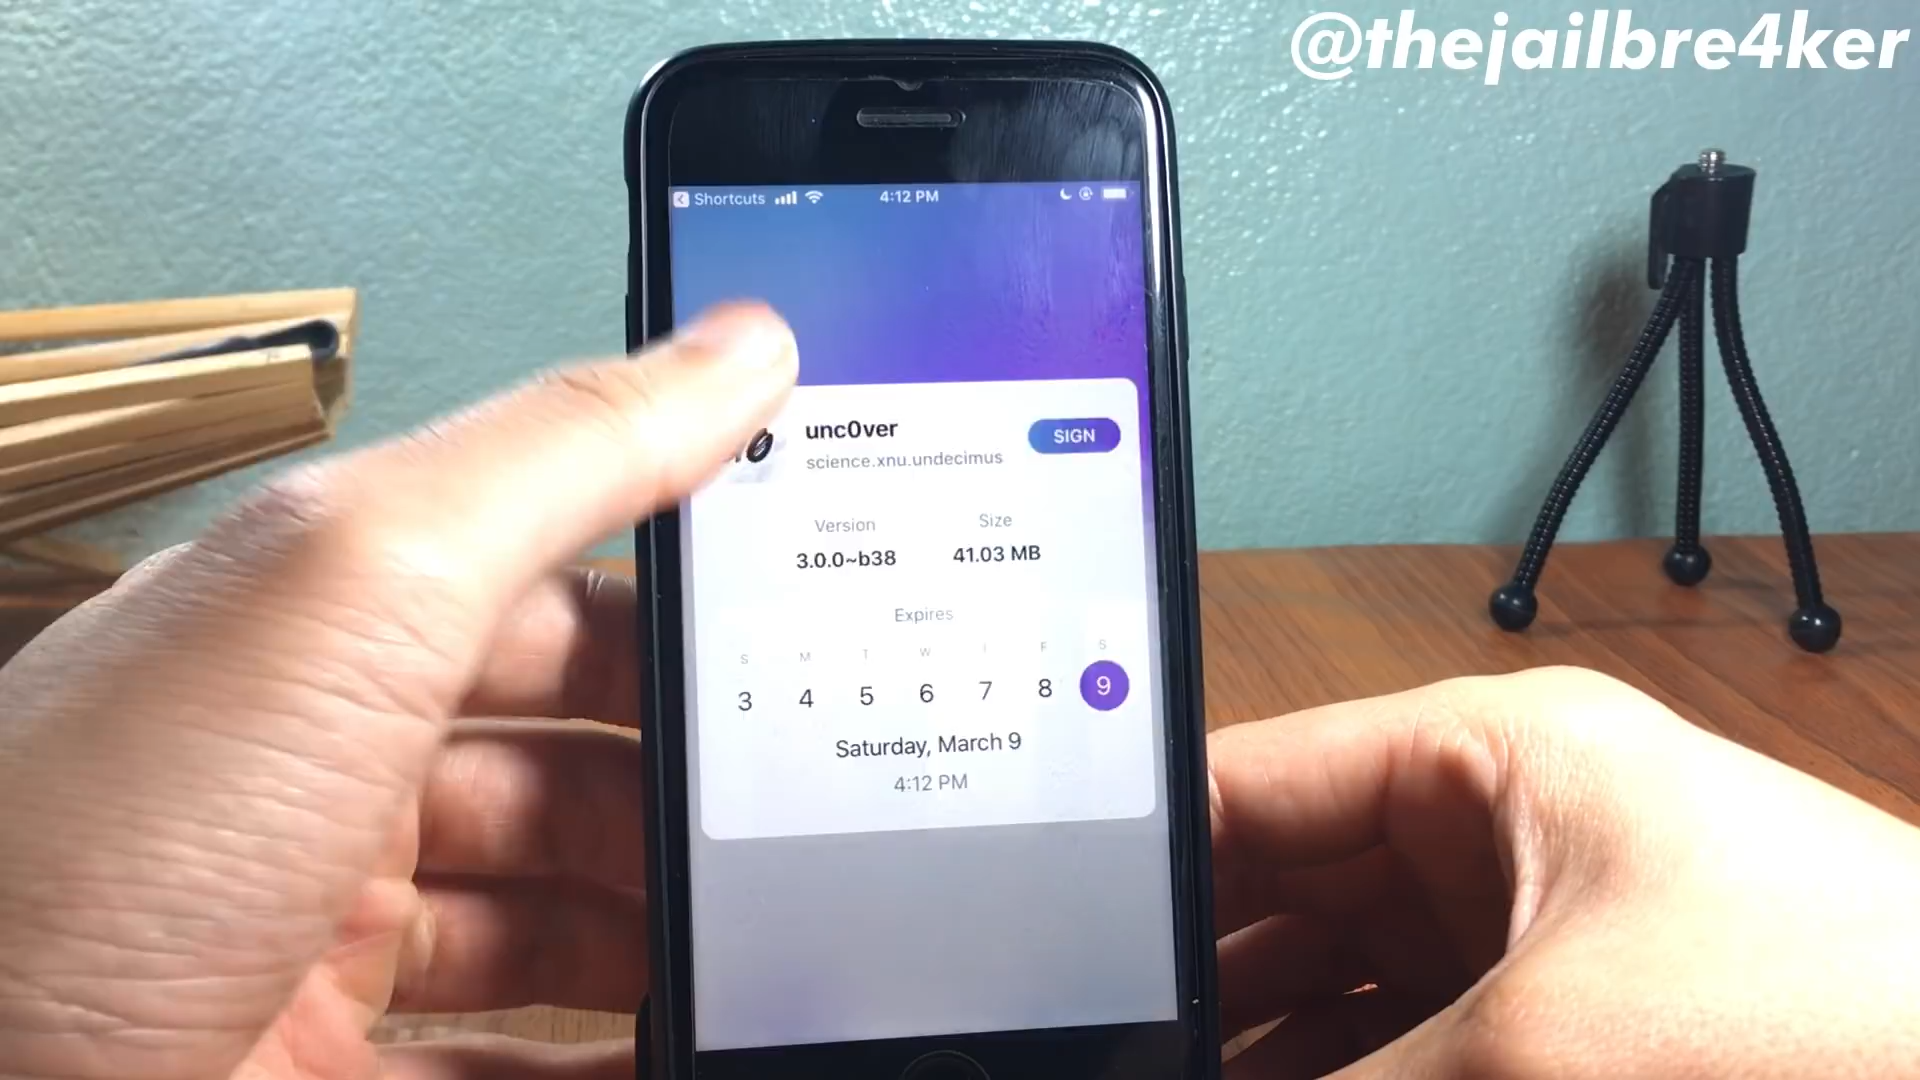 @thejailbre4ker
Shortcuts 4:12 PM
unc0ver
SIGN
science.xnu.undecimus
Version Size
3.0.0~b38 41.03 MB
Expires
S M T W T F S
3 4 5 6 7 8 9
Saturday, March 9
4:12 PM